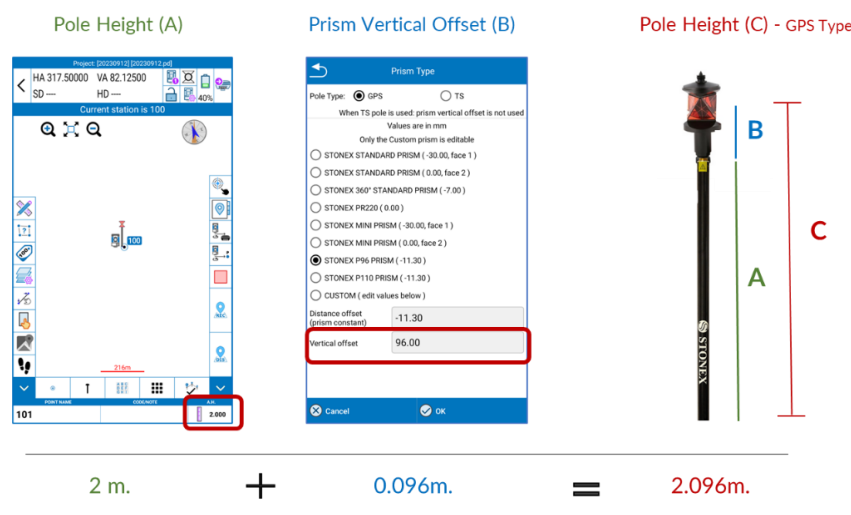 Pole Height (A)
Prism Vertical Offset (B)
Pole Height (C) - GPS Type
Project: [20230912] [20230912.pd]
HA 317.50000 VA 82.12500
SD ---- HD ----
40%
Current station is 100
100
216m
POINT NAME CODE/NOTE A.H.
101 2.000
Prism Type
Pole Type: GPS TS
When TS pole is used: prism vertical offset is not used
Values are in mm
Only the Custom prism is editable
STONEX STANDARD PRISM ( -30.00, face 1 )
STONEX STANDARD PRISM ( 0.00, face 2 )
STONEX 360° STANDARD PRISM ( -7.00 )
STONEX PR220 ( 0.00 )
STONEX MINI PRISM ( -30.00, face 1 )
STONEX MINI PRISM ( 0.00, face 2 )
STONEX P96 PRISM ( -11.30 )
STONEX P110 PRISM ( -11.30 )
CUSTOM ( edit values below )
Distance offset
(prism constant) -11.30
Vertical offset 96.00
Cancel OK
B
C
A
STONEX
2 m. + 0.096m. = 2.096m.